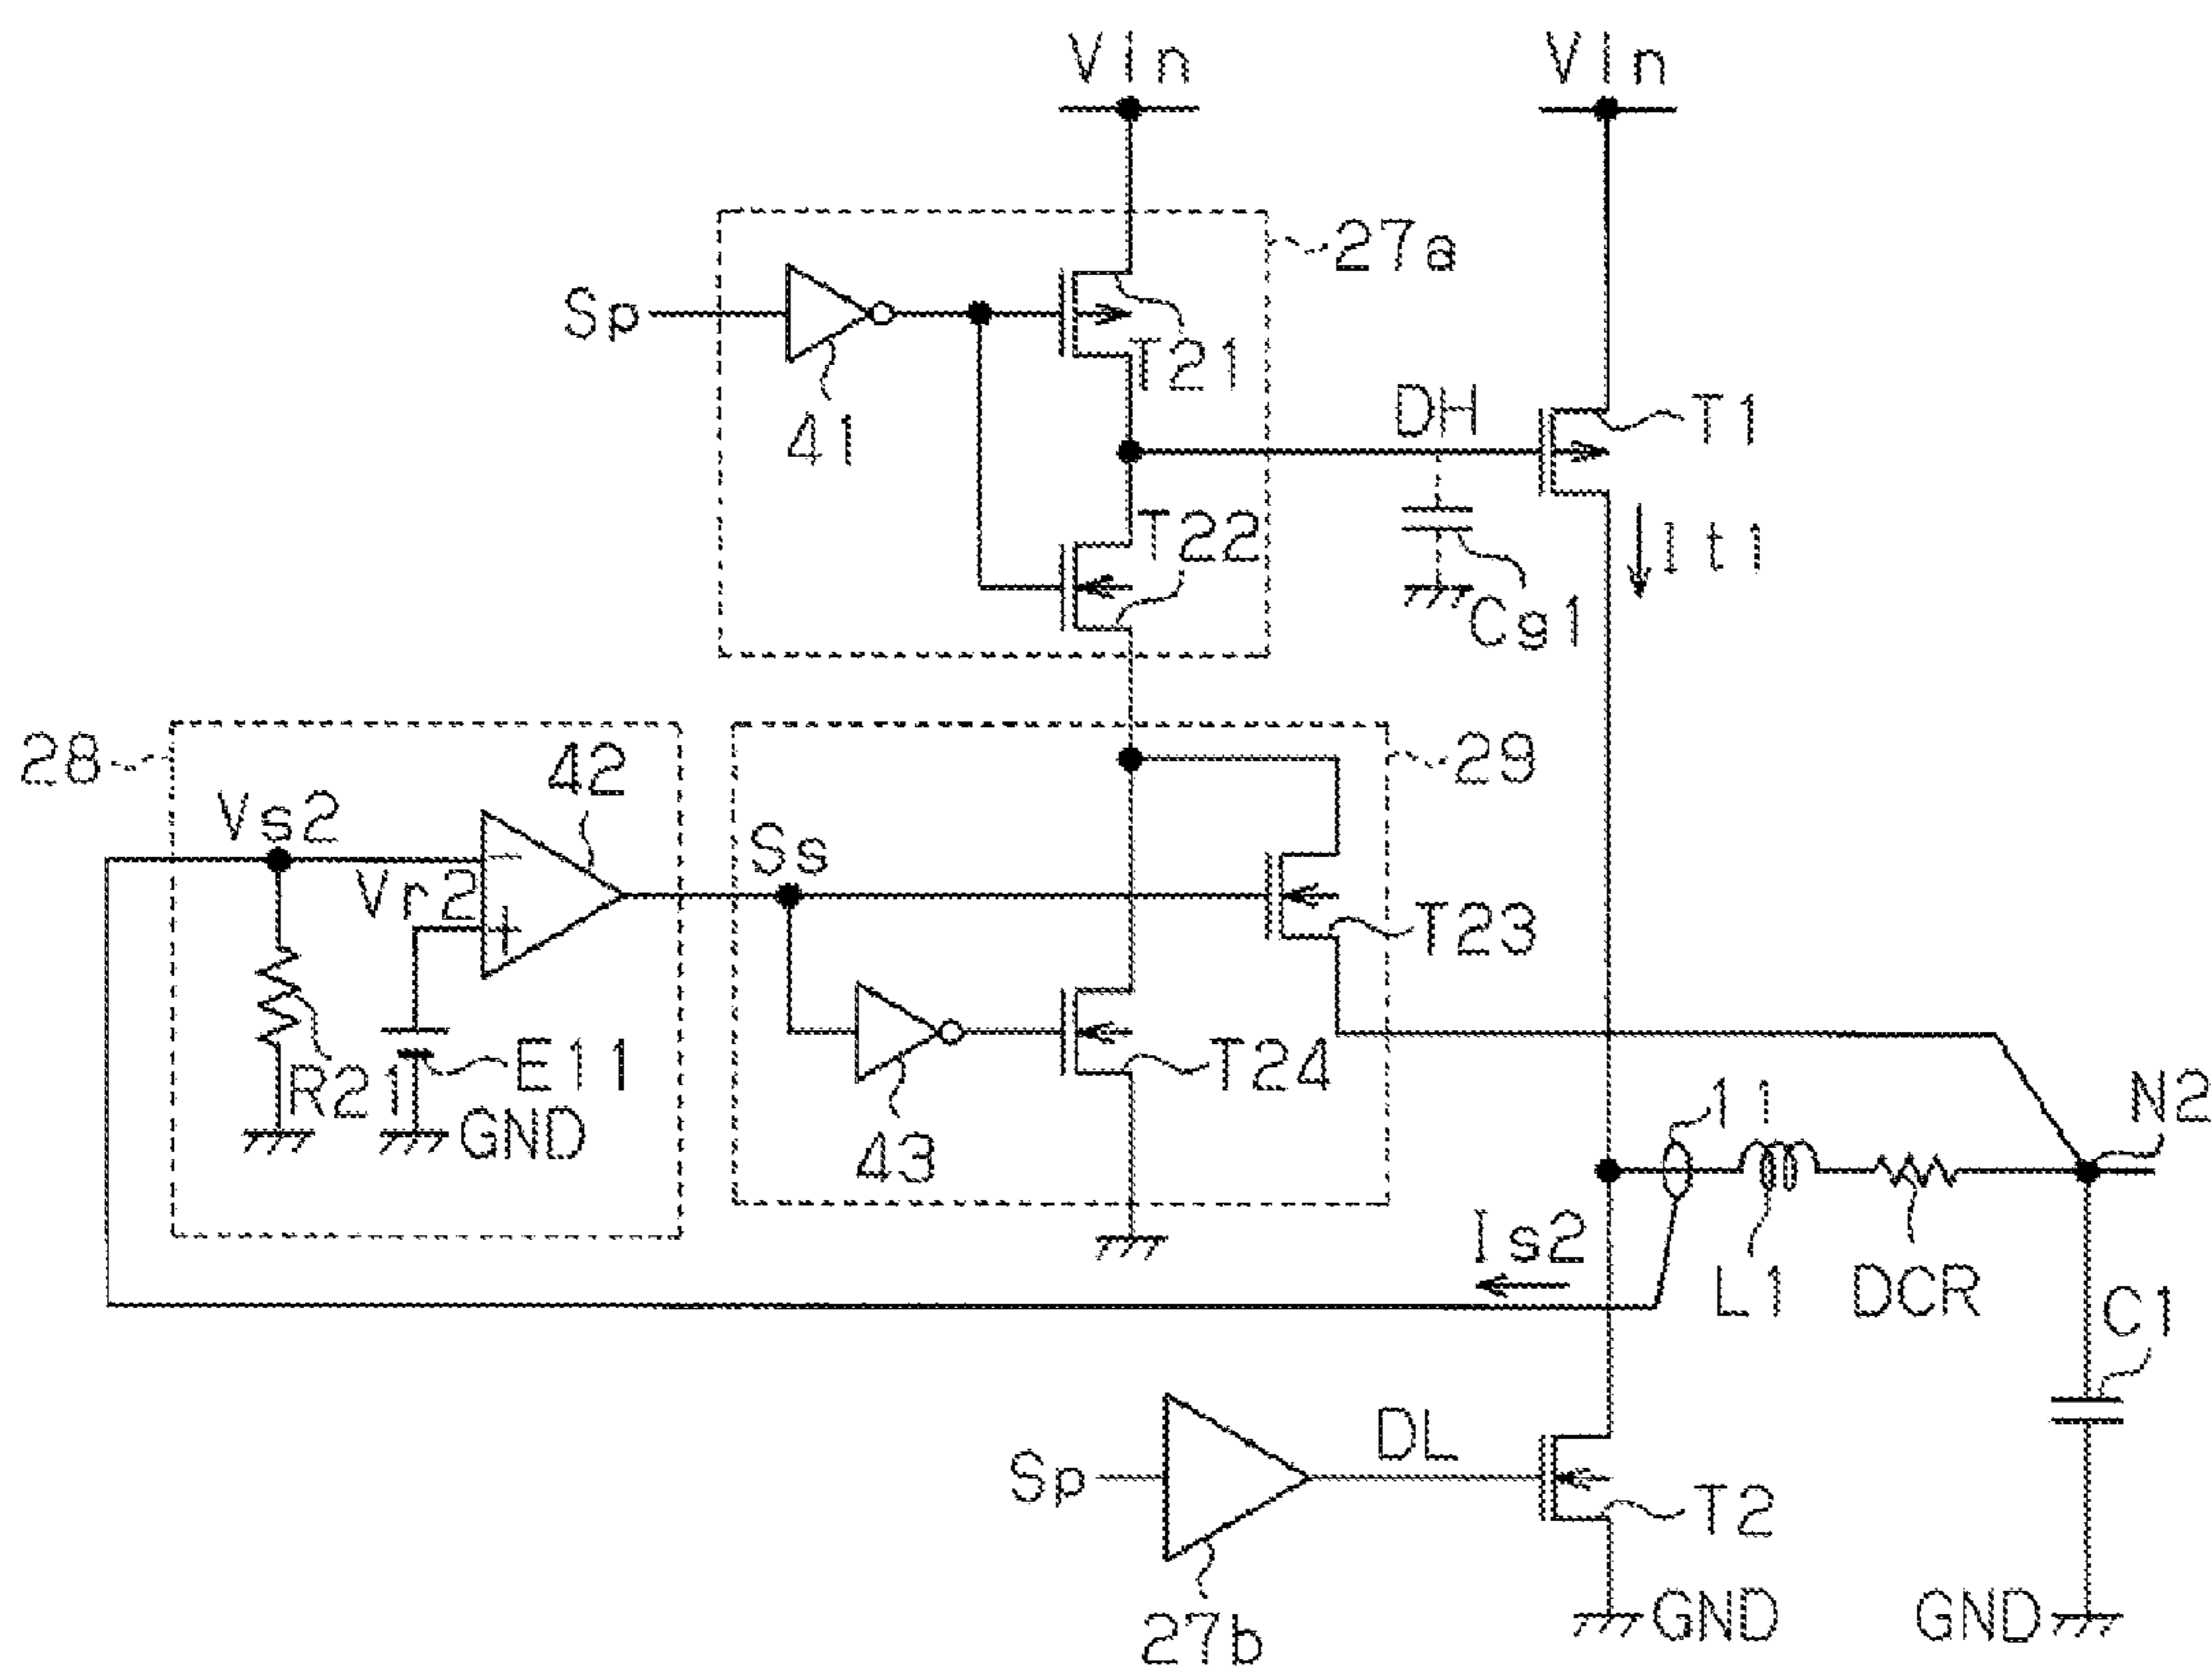 Vin
Vin
27a
Sp
T21
41
DH
T1
T22
It1
Cg1
28
42
29
Vs2
Ss
Vr2
T23
R21
E11
T24
GND
43
11
N2
Is2
L1
DCR
C1
DL
Sp
T2
27b
GND
GND